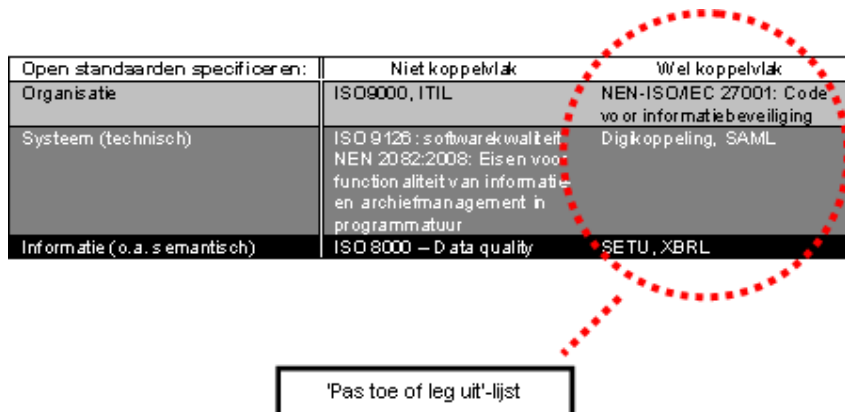 Open standaarden specificeren: Niet koppelvlak Wel koppelvlak
Organisatie ISO9000, ITIL NEN-ISO/IEC 27001: Code
voor informatiebeveiliging
Systeem (technisch) ISO 9126: softwarekwaliteit Digikoppeling, SAML
NEN 2082:2008: Eisen voor
functionaliteit van informatie-
en archiefmanagement in
programmatuur
Informatie (o.a. semantisch) ISO 8000 – Data quality SETU, XBRL
'Pas toe of leg uit'-lijst